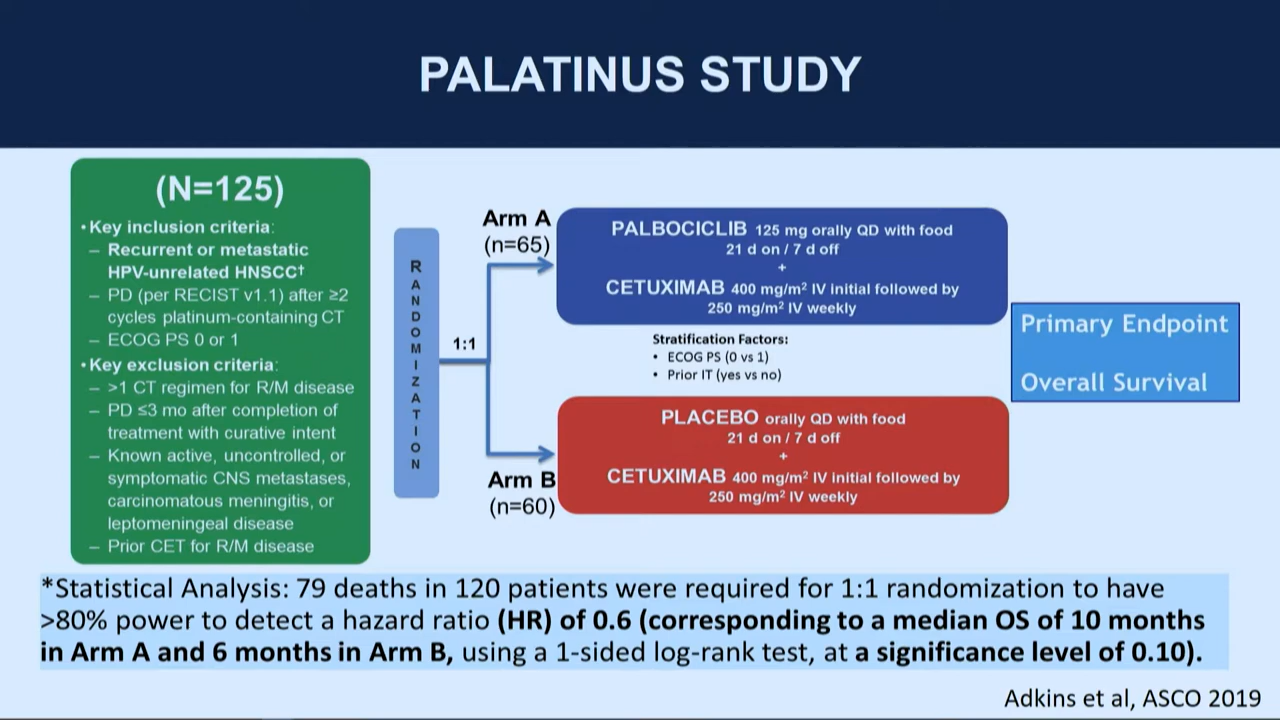 PALATINUS STUDY
(N=125)
• Key inclusion criteria:
– Recurrent or metastatic
HPV-unrelated HNSCC†
– PD (per RECIST v1.1) after ≥2
cycles platinum-containing CT
– ECOG PS 0 or 1
• Key exclusion criteria:
– >1 CT regimen for R/M disease
– PD ≤3 mo after completion of
treatment with curative intent
– Known active, uncontrolled, or
symptomatic CNS metastases,
carcinomatous meningitis, or
leptomeningeal disease
– Prior CET for R/M disease
RANDOMIZATION
1:1
Arm A
(n=65)
PALBOCICLIB 125 mg orally QD with food
21 d on / 7 d off
+
CETUXIMAB 400 mg/m² IV initial followed by
250 mg/m² IV weekly
Stratification Factors:
• ECOG PS (0 vs 1)
• Prior IT (yes vs no)
Arm B
(n=60)
PLACEBO orally QD with food
21 d on / 7 d off
+
CETUXIMAB 400 mg/m² IV initial followed by
250 mg/m² IV weekly
Primary Endpoint
Overall Survival
*Statistical Analysis: 79 deaths in 120 patients were required for 1:1 randomization to have
>80% power to detect a hazard ratio (HR) of 0.6 (corresponding to a median OS of 10 months
in Arm A and 6 months in Arm B, using a 1-sided log-rank test, at a significance level of 0.10).
Adkins et al, ASCO 2019